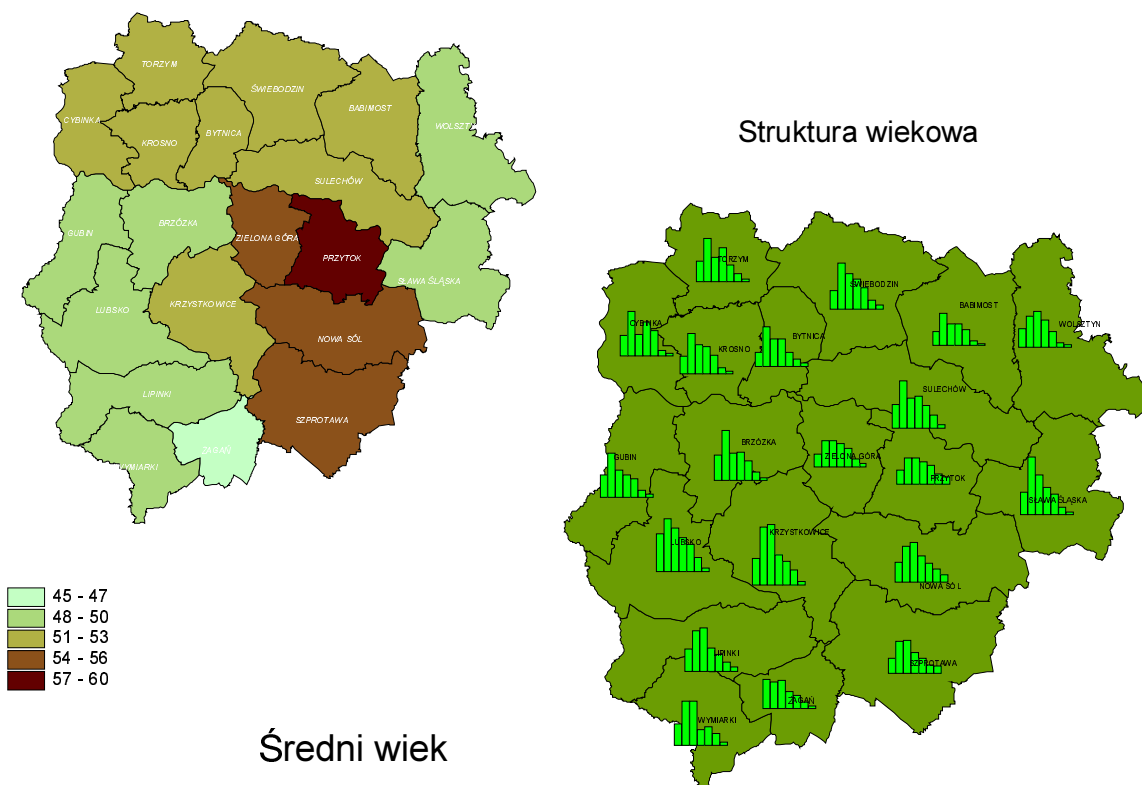 TORZYM
ŚWIEBODZIN
BABIMOST
CYBINKA
WOLSZTY
KROSNO
BYTNICA
SULECHÓW
BRZÓZKA
GUBIN
ZIELONA GÓRA
PRZYTOK
SŁAWA ŚLĄSKA
KRZYSTKOWICE
LUBSKO
NOWA SÓL
LIPINKI
SZPROTAWA
ŻAGAŃ
WYMIARKI
45 - 47
48 - 50
51 - 53
54 - 56
57 - 60
Średni wiek
Struktura wiekowa
TORZYM
ŚWIEBODZIN
BABIMOST
CYBINKA
WOLSZTYN
BYTNICA
KROSNO
SULECHÓW
BRZÓZKA
GUBIN
ZIELONA GÓRA
PRZYTOK
SŁAWA ŚLĄSKA
KRZYSTKOWICE
LUBSKO
NOWA SÓL
LIPINKI
SZPROTAWA
ŻAGAŃ
WYMIARKI